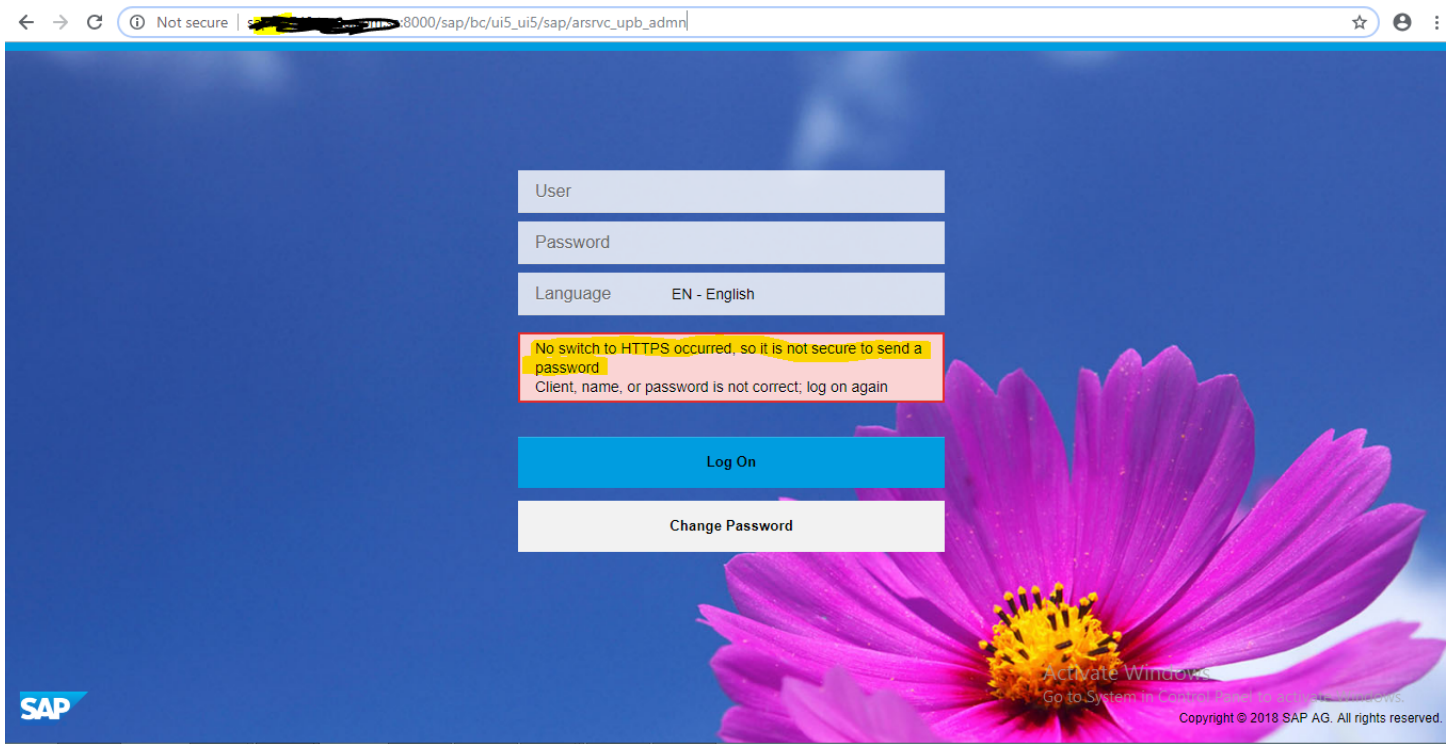 Not secure
:8000/sap/bc/ui5_ui5/sap/arsrvc_upb_admn
User
Password
Language EN - English
No switch to HTTPS occurred, so it is not secure to send a
password
Client, name, or password is not correct; log on again
Log On
Change Password
Activate Windows
Go to System in Control Panel to activate Windows.
SAP
Copyright © 2018 SAP AG. All rights reserved.